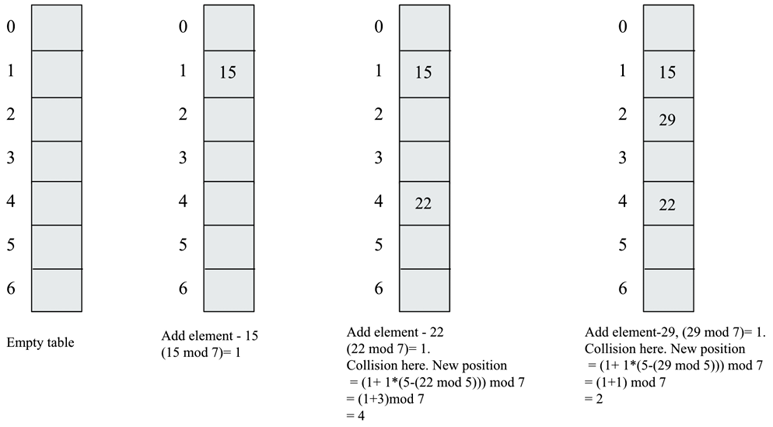 0
1
2
3
4
5
6
Empty table
0
1 15
2
3
4
5
6
Add element - 15
(15 mod 7)= 1
0
1 15
2
3
4 22
5
6
Add element - 22
(22 mod 7)= 1.
Collision here. New position
= (1+ 1*(5-(22 mod 5))) mod 7
= (1+3)mod 7
= 4
0
1 15
2 29
3
4 22
5
6
Add element-29, (29 mod 7)= 1.
Collision here. New position
= (1+ 1*(5-(29 mod 5))) mod 7
= (1+1) mod 7
= 2